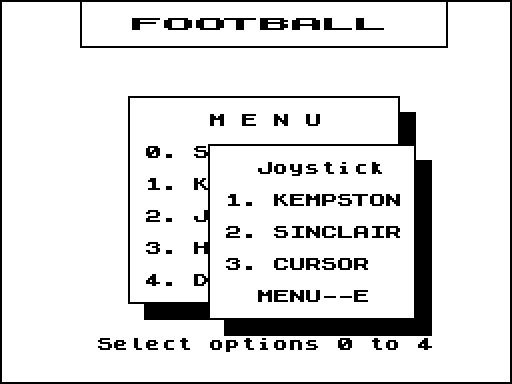 FOOTBALL
M E N U
0. S
1. K
2. J
3. H
4. D
Joystick
1. KEMPSTON
2. SINCLAIR
3. CURSOR
MENU--E
Select options 0 to 4